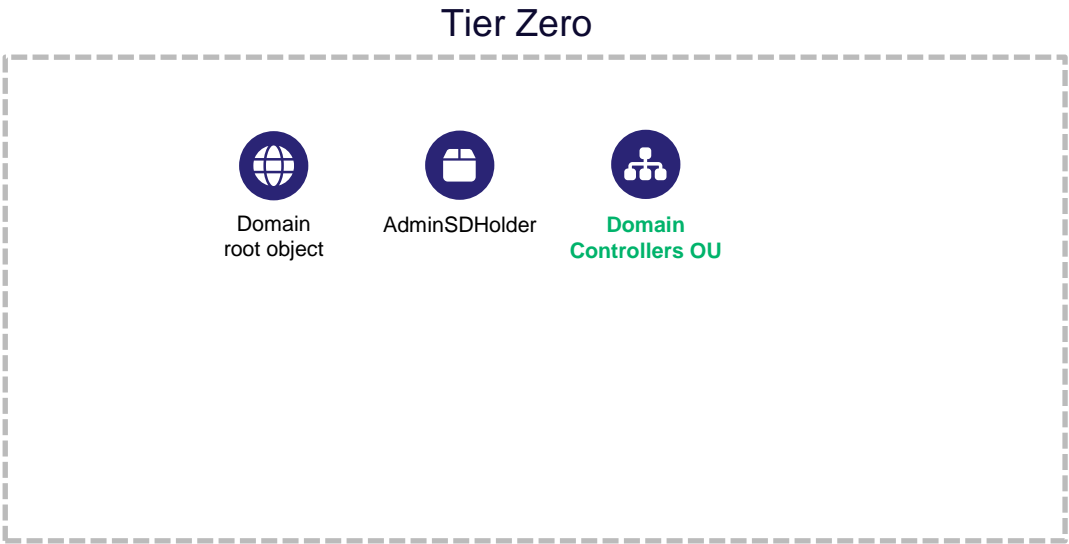 Tier Zero
Domain
root object
AdminSDHolder
Domain
Controllers OU